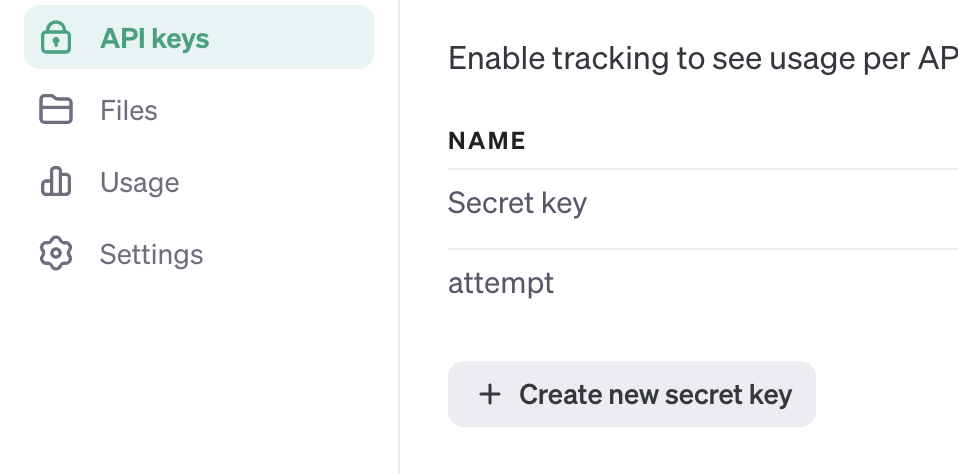 API keys
Files
Usage
Settings
Enable tracking to see usage per AP
NAME
Secret key
attempt
+ Create new secret key